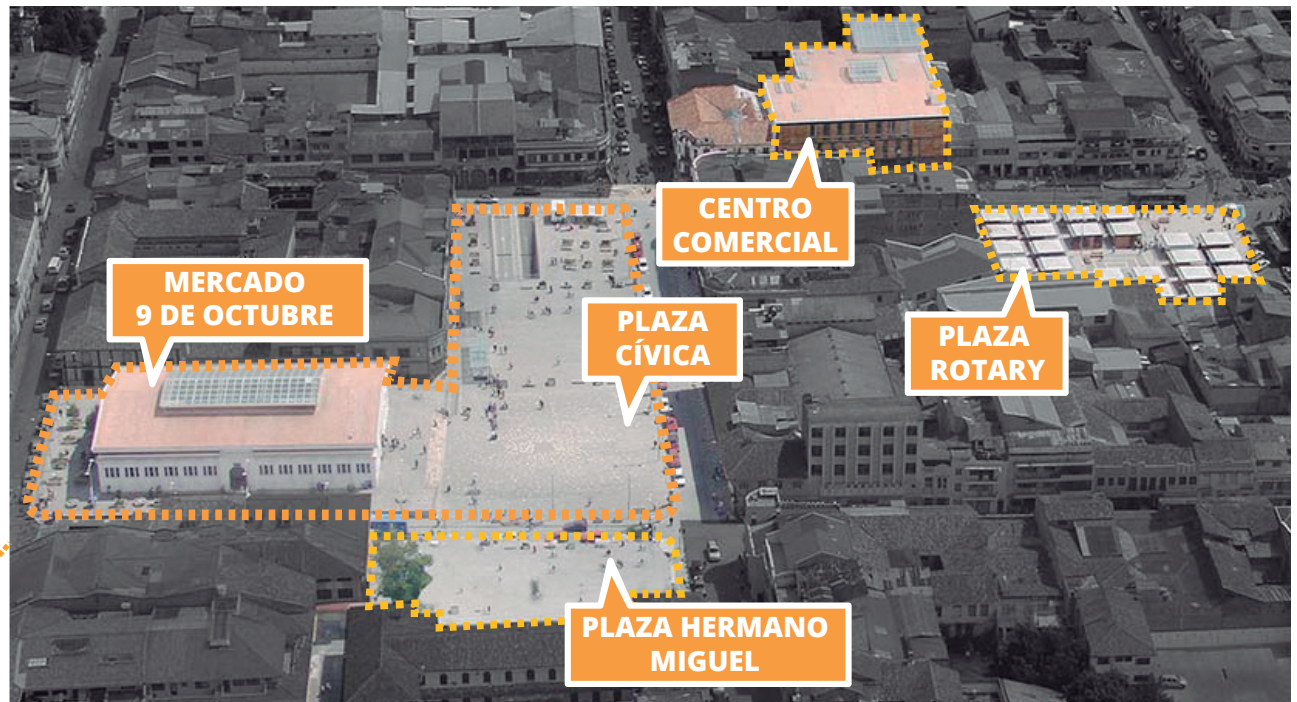 CENTRO
COMERCIAL
MERCADO
9 DE OCTUBRE
PLAZA
CÍVICA
PLAZA
ROTARY
PLAZA HERMANO
MIGUEL